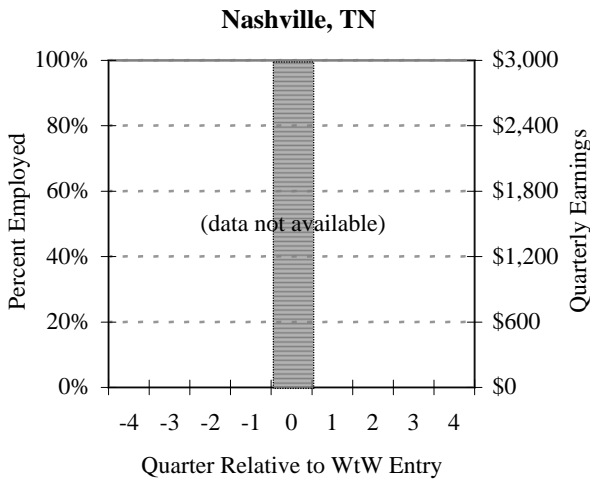 Nashville, TN
100%
80%
60%
40%
20%
0%
Percent Employed
$3,000
$2,400
$1,800
$1,200
$600
$0
Quarterly Earnings
(data not available)
-4 -3 -2 -1 0 1 2 3 4
Quarter Relative to WtW Entry